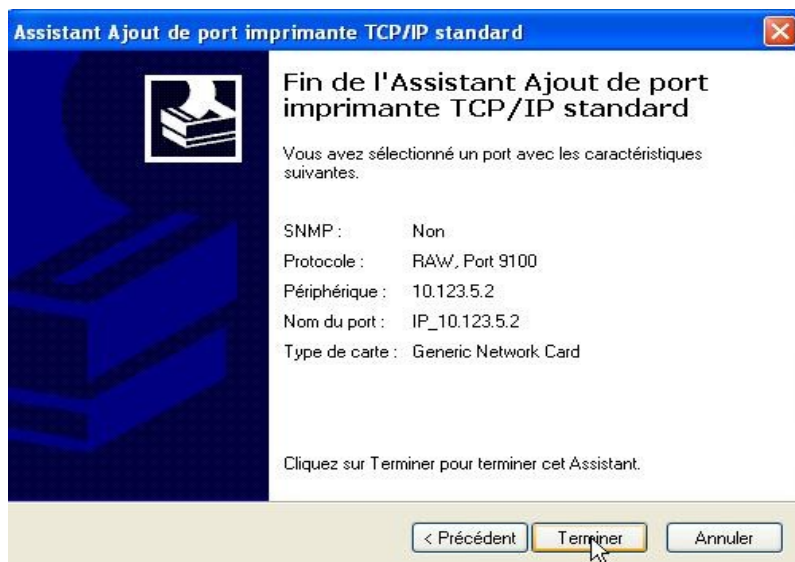 Assistant Ajout de port imprimante TCP/IP standard
Fin de l'Assistant Ajout de port
imprimante TCP/IP standard
Vous avez sélectionné un port avec les caractéristiques
suivantes.
SNMP : Non
Protocole : RAW, Port 9100
Périphérique : 10.123.5.2
Nom du port : IP_10.123.5.2
Type de carte : Generic Network Card
Cliquez sur Terminer pour terminer cet Assistant.
< Précédent Terminer Annuler